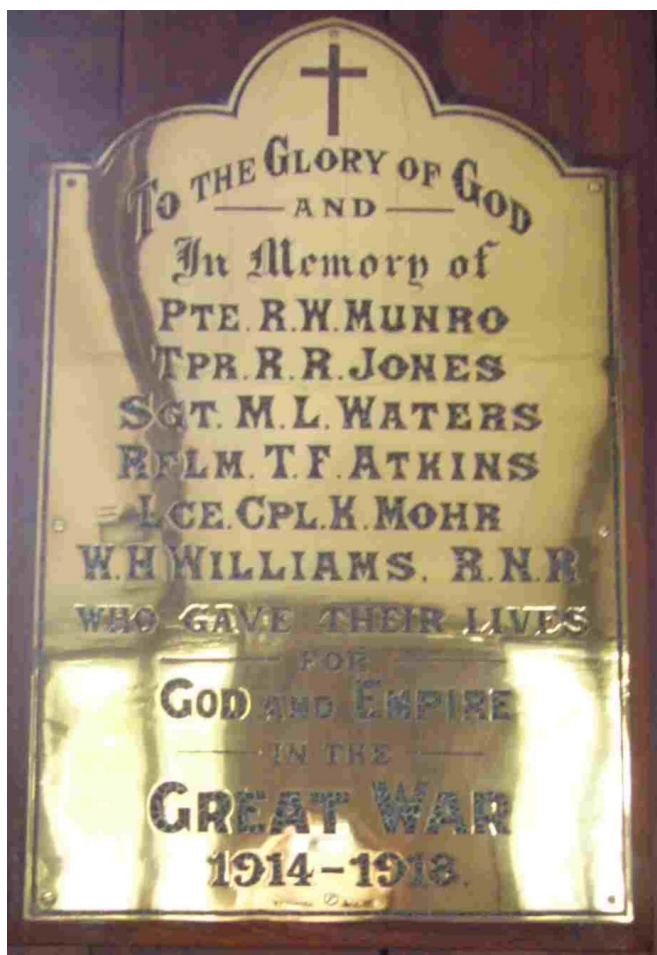 To the Glory of God
and
In Memory of
Pte. R. W. Munro
Tpr. R. R. Jones
Sgt. M. L. Waters
Rflm. T. F. Atkins
Lce. Cpl. K. Mohr
W. H Williams, R. N. R
who gave their lives
for
God and Empire
in the
Great War
1914-1918.